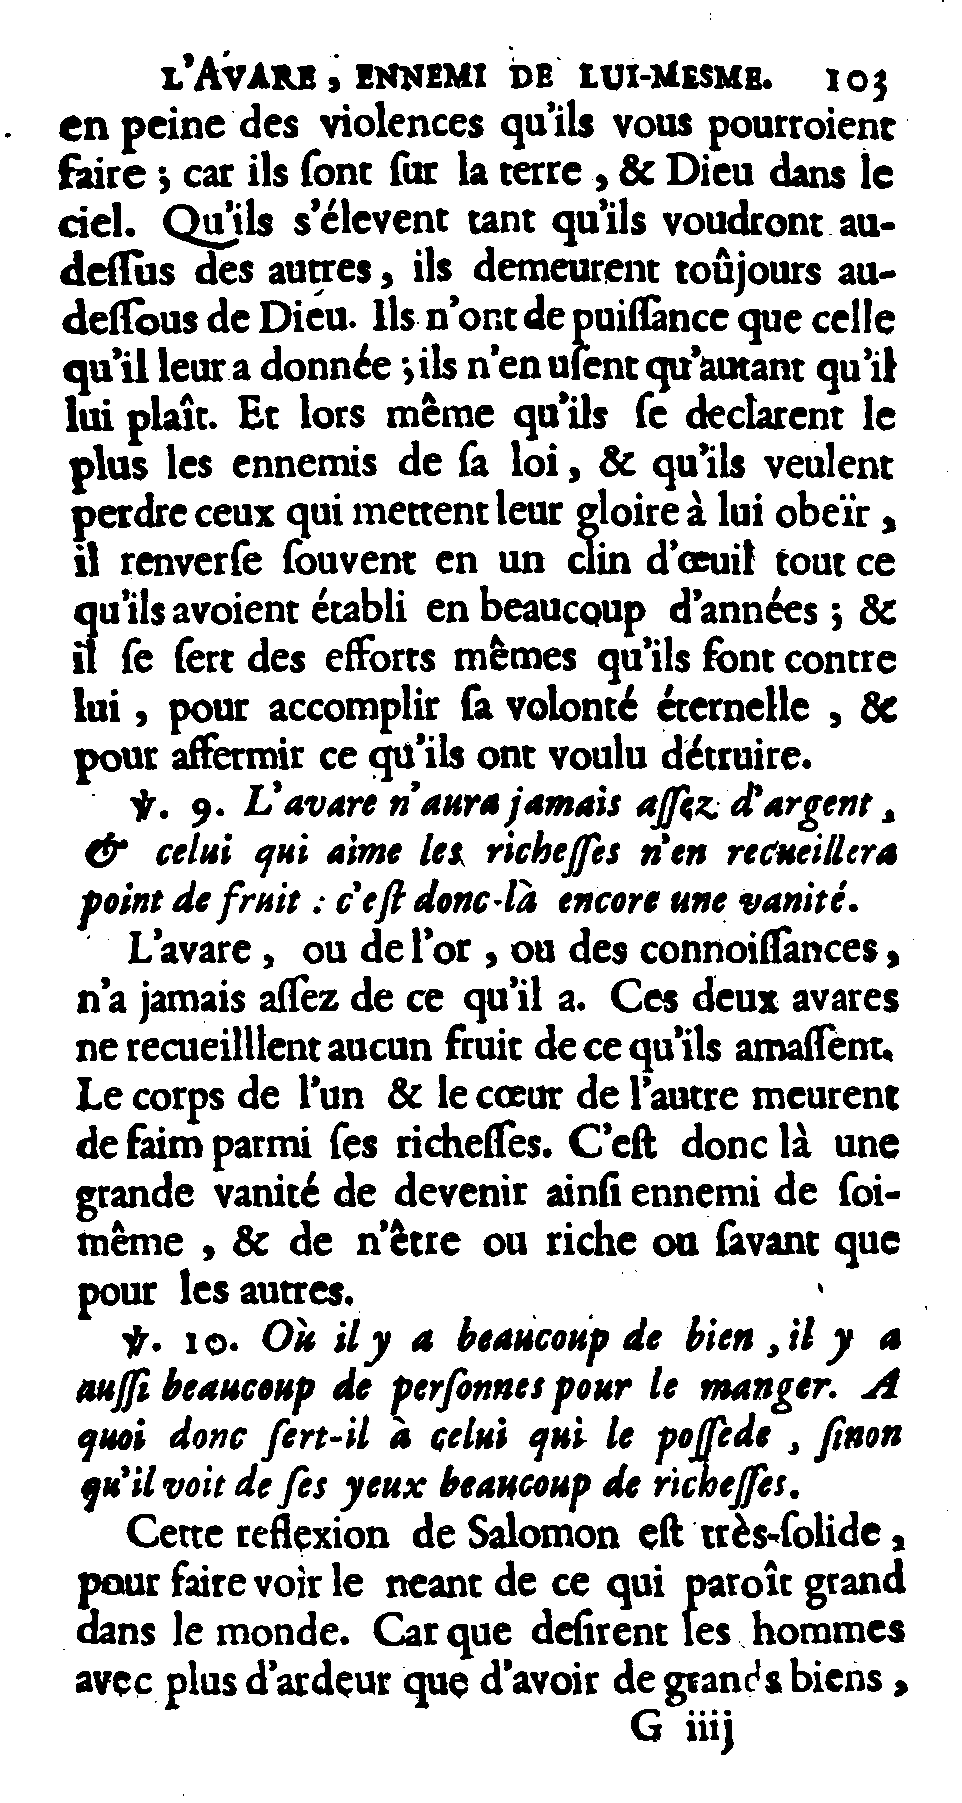 L'AVARE, ENNEMI DE LUI-MESME. 103
en peine des violences qu'ils vous pourroient
faire ; car ils ſont ſur la terre, & Dieu dans le
ciel. Qu'ils s'élevent tant qu'ils voudront au-
deſſus des autres, ils demeurent toûjours au-
deſſous de Dieu. Ils n'ont de puiſſance que celle
qu'il leur a donnée ; ils n'en uſent qu'autant qu'il
lui plaît. Et lors même qu'ils ſe declarent le
plus les ennemis de ſa loi, & qu'ils veulent
perdre ceux qui mettent leur gloire à lui obeïr,
il renverſe ſouvent en un clin d'œuil tout ce
qu'ils avoient établi en beaucoup d'années ; &
il ſe ſert des efforts mêmes qu'ils font contre
lui, pour accomplir ſa volonté éternelle, &
pour affermir ce qu'ils ont voulu détruire.
℣. 9. L'avare n'aura jamais aſſez d'argent,
& celui qui aime les richeſſes n'en recueillera
point de fruit : c'eſt donc-là encore une vanité.
L'avare, ou de l'or, ou des connoiſſances,
n'a jamais aſſez de ce qu'il a. Ces deux avares
ne recueilllent aucun fruit de ce qu'ils amaſſent.
Le corps de l'un & le cœur de l'autre meurent
de faim parmi ſes richeſſes. C'eſt donc là une
grande vanité de devenir ainſi ennemi de ſoi-
même, & de n'être ou riche ou ſavant que
pour les autres.
℣. 10. Où il y a beaucoup de bien, il y a
auſſi beaucoup de perſonnes pour le manger. A
quoi donc ſert-il à celui qui le poſſede, ſinon
qu'il voit de ſes yeux beaucoup de richeſſes.
Cette reflexion de Salomon eſt très-ſolide,
pour faire voir le neant de ce qui paroît grand
dans le monde. Car que deſirent les hommes
avec plus d'ardeur que d'avoir de grands biens,
G iiij